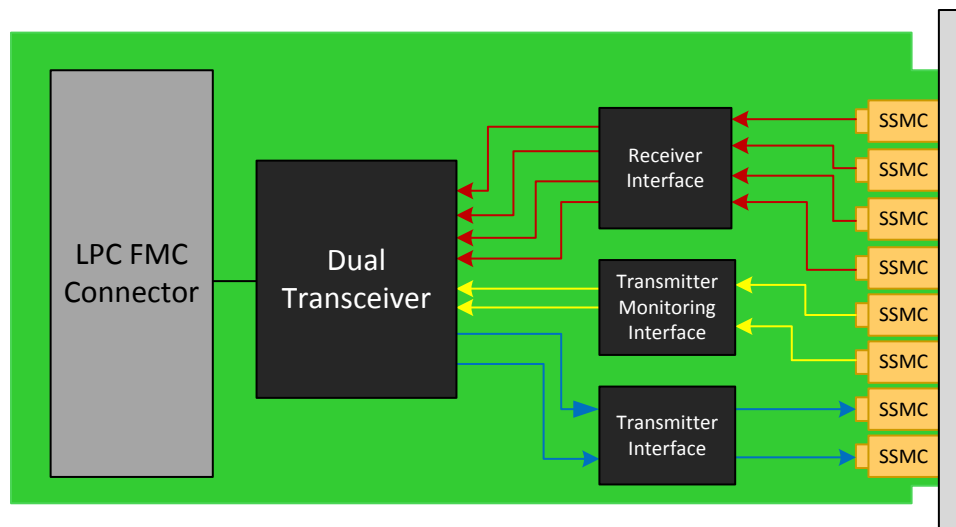 LPC FMC
Connector
Dual
Transceiver
Receiver
Interface
Transmitter
Monitoring
Interface
Transmitter
Interface
SSMC
SSMC
SSMC
SSMC
SSMC
SSMC
SSMC
SSMC